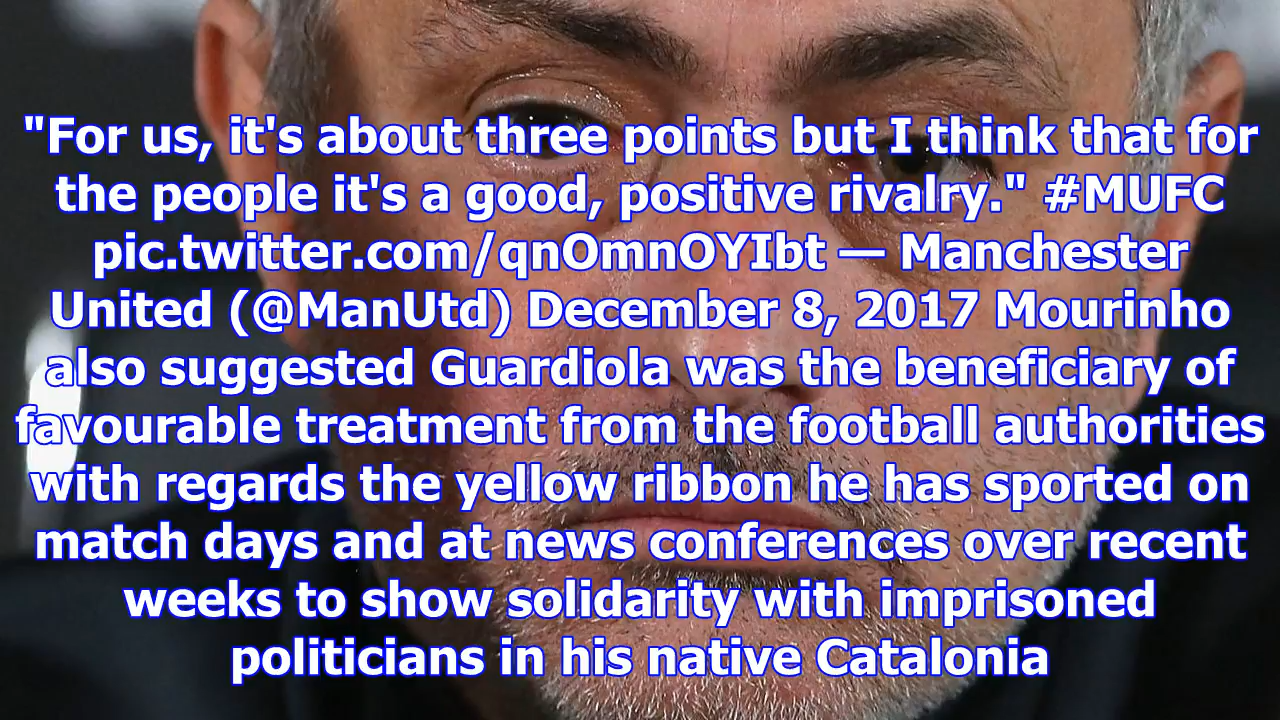 "For us, it's about three points but I think that for
the people it's a good, positive rivalry." #MUFC
pic.twitter.com/qnOmnOYIbt — Manchester
United (@ManUtd) December 8, 2017 Mourinho
also suggested Guardiola was the beneficiary of
favourable treatment from the football authorities
with regards the yellow ribbon he has sported on
match days and at news conferences over recent
weeks to show solidarity with imprisoned
politicians in his native Catalonia